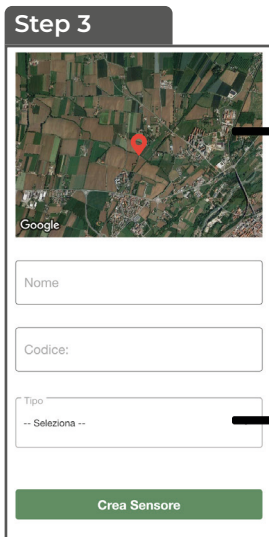 Step 3
Google
Nome
Codice:
Tipo
-- Seleziona --
Crea Sensore